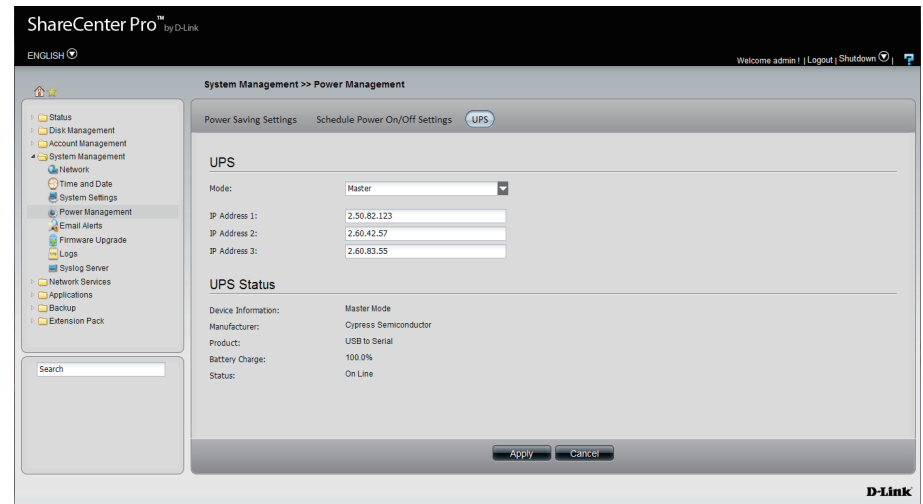 ShareCenter Pro™ by D-Link
ENGLISH
Welcome admin ! | Logout | Shutdown | ?
System Management >> Power Management
Status
Disk Management
Account Management
System Management
Network
Time and Date
System Settings
Power Management
Email Alerts
Firmware Upgrade
Logs
Syslog Server
Network Services
Applications
Backup
Extension Pack
Search
Power Saving Settings Schedule Power On/Off Settings UPS
UPS
Mode: Master
IP Address 1: 2.50.82.123
IP Address 2: 2.60.42.57
IP Address 3: 2.60.83.55
UPS Status
Device Information: Master Mode
Manufacturer: Cypress Semiconductor
Product: USB to Serial
Battery Charge: 100.0%
Status: On Line
Apply Cancel
D-Link